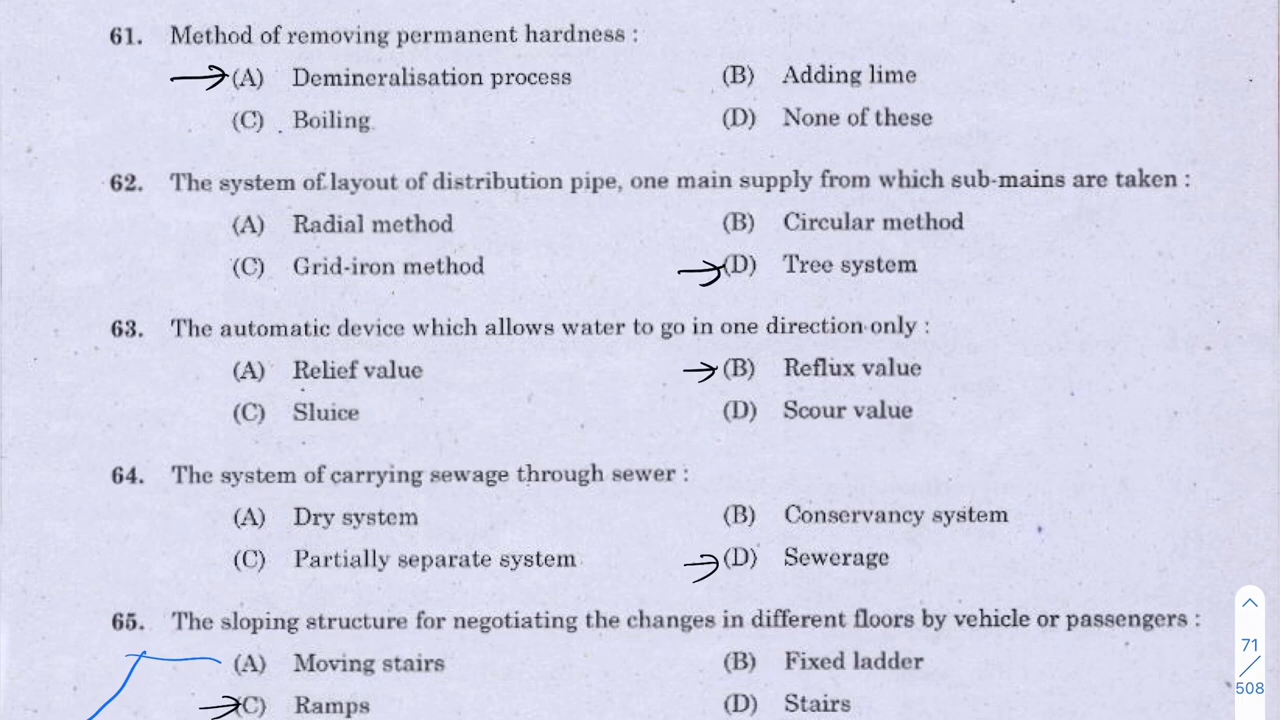 61. Method of removing permanent hardness :
(A) Demineralisation process (B) Adding lime
(C) Boiling (D) None of these
62. The system of layout of distribution pipe, one main supply from which sub-mains are taken :
(A) Radial method (B) Circular method
(C) Grid-iron method (D) Tree system
63. The automatic device which allows water to go in one direction only :
(A) Relief value (B) Reflux value
(C) Sluice (D) Scour value
64. The system of carrying sewage through sewer :
(A) Dry system (B) Conservancy system
(C) Partially separate system (D) Sewerage
65. The sloping structure for negotiating the changes in different floors by vehicle or passengers :
(A) Moving stairs (B) Fixed ladder
(C) Ramps (D) Stairs
71
508